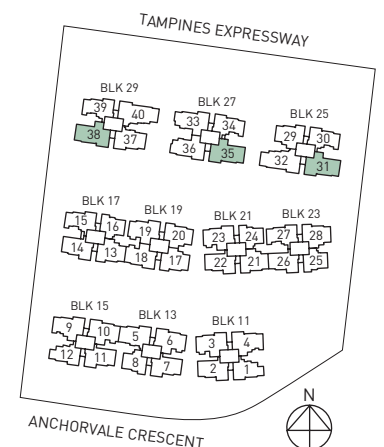 TAMPINES EXPRESSWAY
BLK 29
39 40
38 37
BLK 27
33 34
36 35
BLK 25
29 30
32 31
BLK 17
15 16
14 13
BLK 19
19 20
18 17
BLK 21
23 24
22 21
BLK 23
27 28
26 25
BLK 15
9 10
12 11
BLK 13
5 6
8 7
BLK 11
3 4
2 1
N
ANCHORVALE CRESCENT